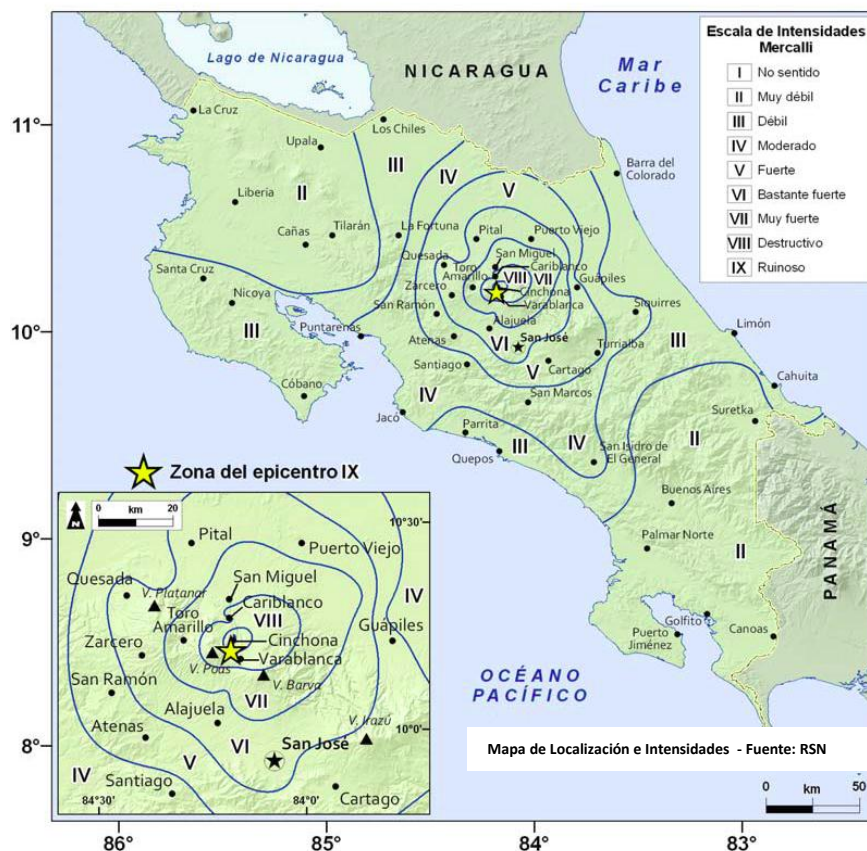 Lago de Nicaragua
NICARAGUA
Mar
Caribe
Escala de Intensidades
Mercalli
I No sentido
II Muy débil
III Débil
IV Moderado
V Fuerte
VI Bastante fuerte
VII Muy fuerte
VIII Destructivo
IX Ruinoso
11°
10°
9°
8°
La Cruz
Los Chiles
Upala
III
IV
V
Barra del
Colorado
II
Liberia
Tilarán
La Fortuna
Pital
Puerto Viejo
Cañas
Quesada
San Miguel
Toro
Amarillo
VIII
VII
Cariblanco
Santa Cruz
Zarcero
Cinchona
Guápiles
Nicoya
San Ramón
Varablanca
Siquirres
Puntarenas
Alajuela
Limón
III
Atenas
VI
San José
Turrialba
III
Santiago
V
Cartago
Cahuita
Cóbano
IV
San Marcos
Suretka
Jacó
Parrita
II
III
IV
San Isidro de
El General
Quepos
Zona del epicentro IX
Buenos Aires
Palmar Norte
II
PANAMÁ
Golfito
Puerto
Jiménez
Canoas
OCÉANO
PACÍFICO
Mapa de Localización e Intensidades - Fuente: RSN
0 km 50
N
0 km 20
10°30'
Pital
Puerto Viejo
Quesada
V. Platanar
San Miguel
IV
Toro
Amarillo
Cariblanco
VIII
Guápiles
Zarcero
Cinchona
V. Poás
Varablanca
San Ramón
V. Barva
VII
Alajuela
V. Irazú
10°0'
Atenas
VI
San José
V
IV
Santiago
Cartago
84°30'
84°0'
86°
85°
84°
83°